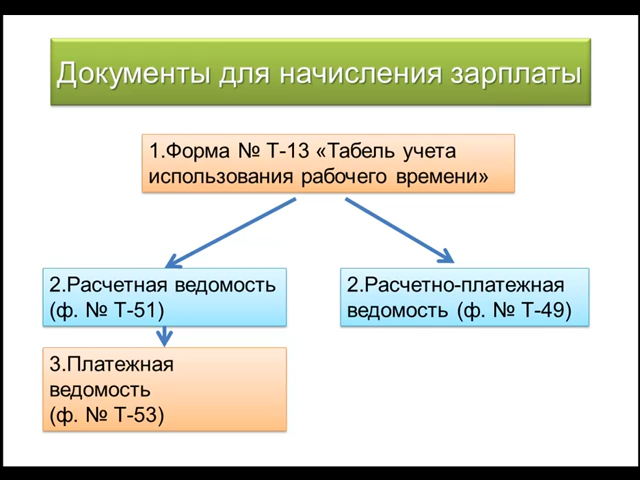 Документы для начисления зарплаты
1.Форма № Т-13 «Табель учета
использования рабочего времени»
2.Расчетная ведомость
(ф. № Т-51)
2.Расчетно-платежная
ведомость (ф. № Т-49)
3.Платежная
ведомость
(ф. № Т-53)